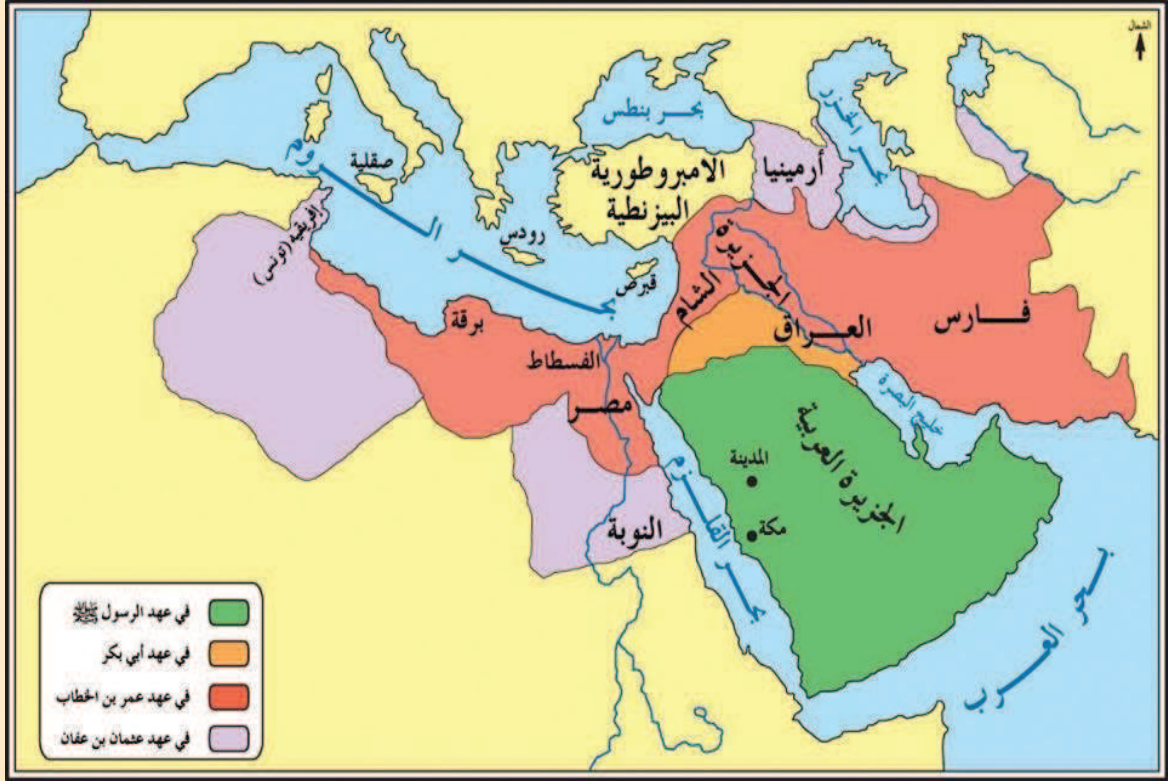 الشمال
بحر بنطس
بحر الخزر
أرمينيا
الامبروطورية
البيزنطية
صقلية
بحر الروم
رودس
قبرص
إفريقيه (تونس)
برقة
الفسطاط
مصر
النوبة
الشام
الجزيرة
العراق
فارس
خليج البصرة
بحر القلزم
الجزيرة العربية
المدينة
مكة
بحر العرب
في عهد الرسول ﷺ
في عهد أبي بكر
في عهد عمر بن الخطاب
في عهد عثمان بن عفان